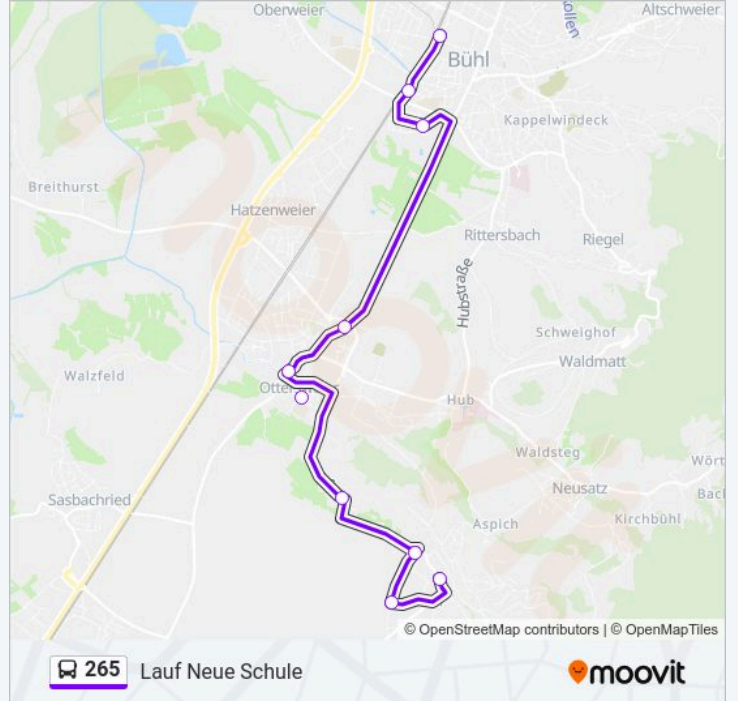 Oberweier
Altschweier
Bühl
Kappelwindeck
Breithurst
Hatzenweier
Rittersbach
Riegel
Hubstraße
Schweighof
Waldmatt
Walzfeld
Hub
Waldsteg
Neusatz
Sasbachried
Aspich
Kirchbühl
© OpenStreetMap contributors | © OpenMapTiles
265 Lauf Neue Schule
moovit